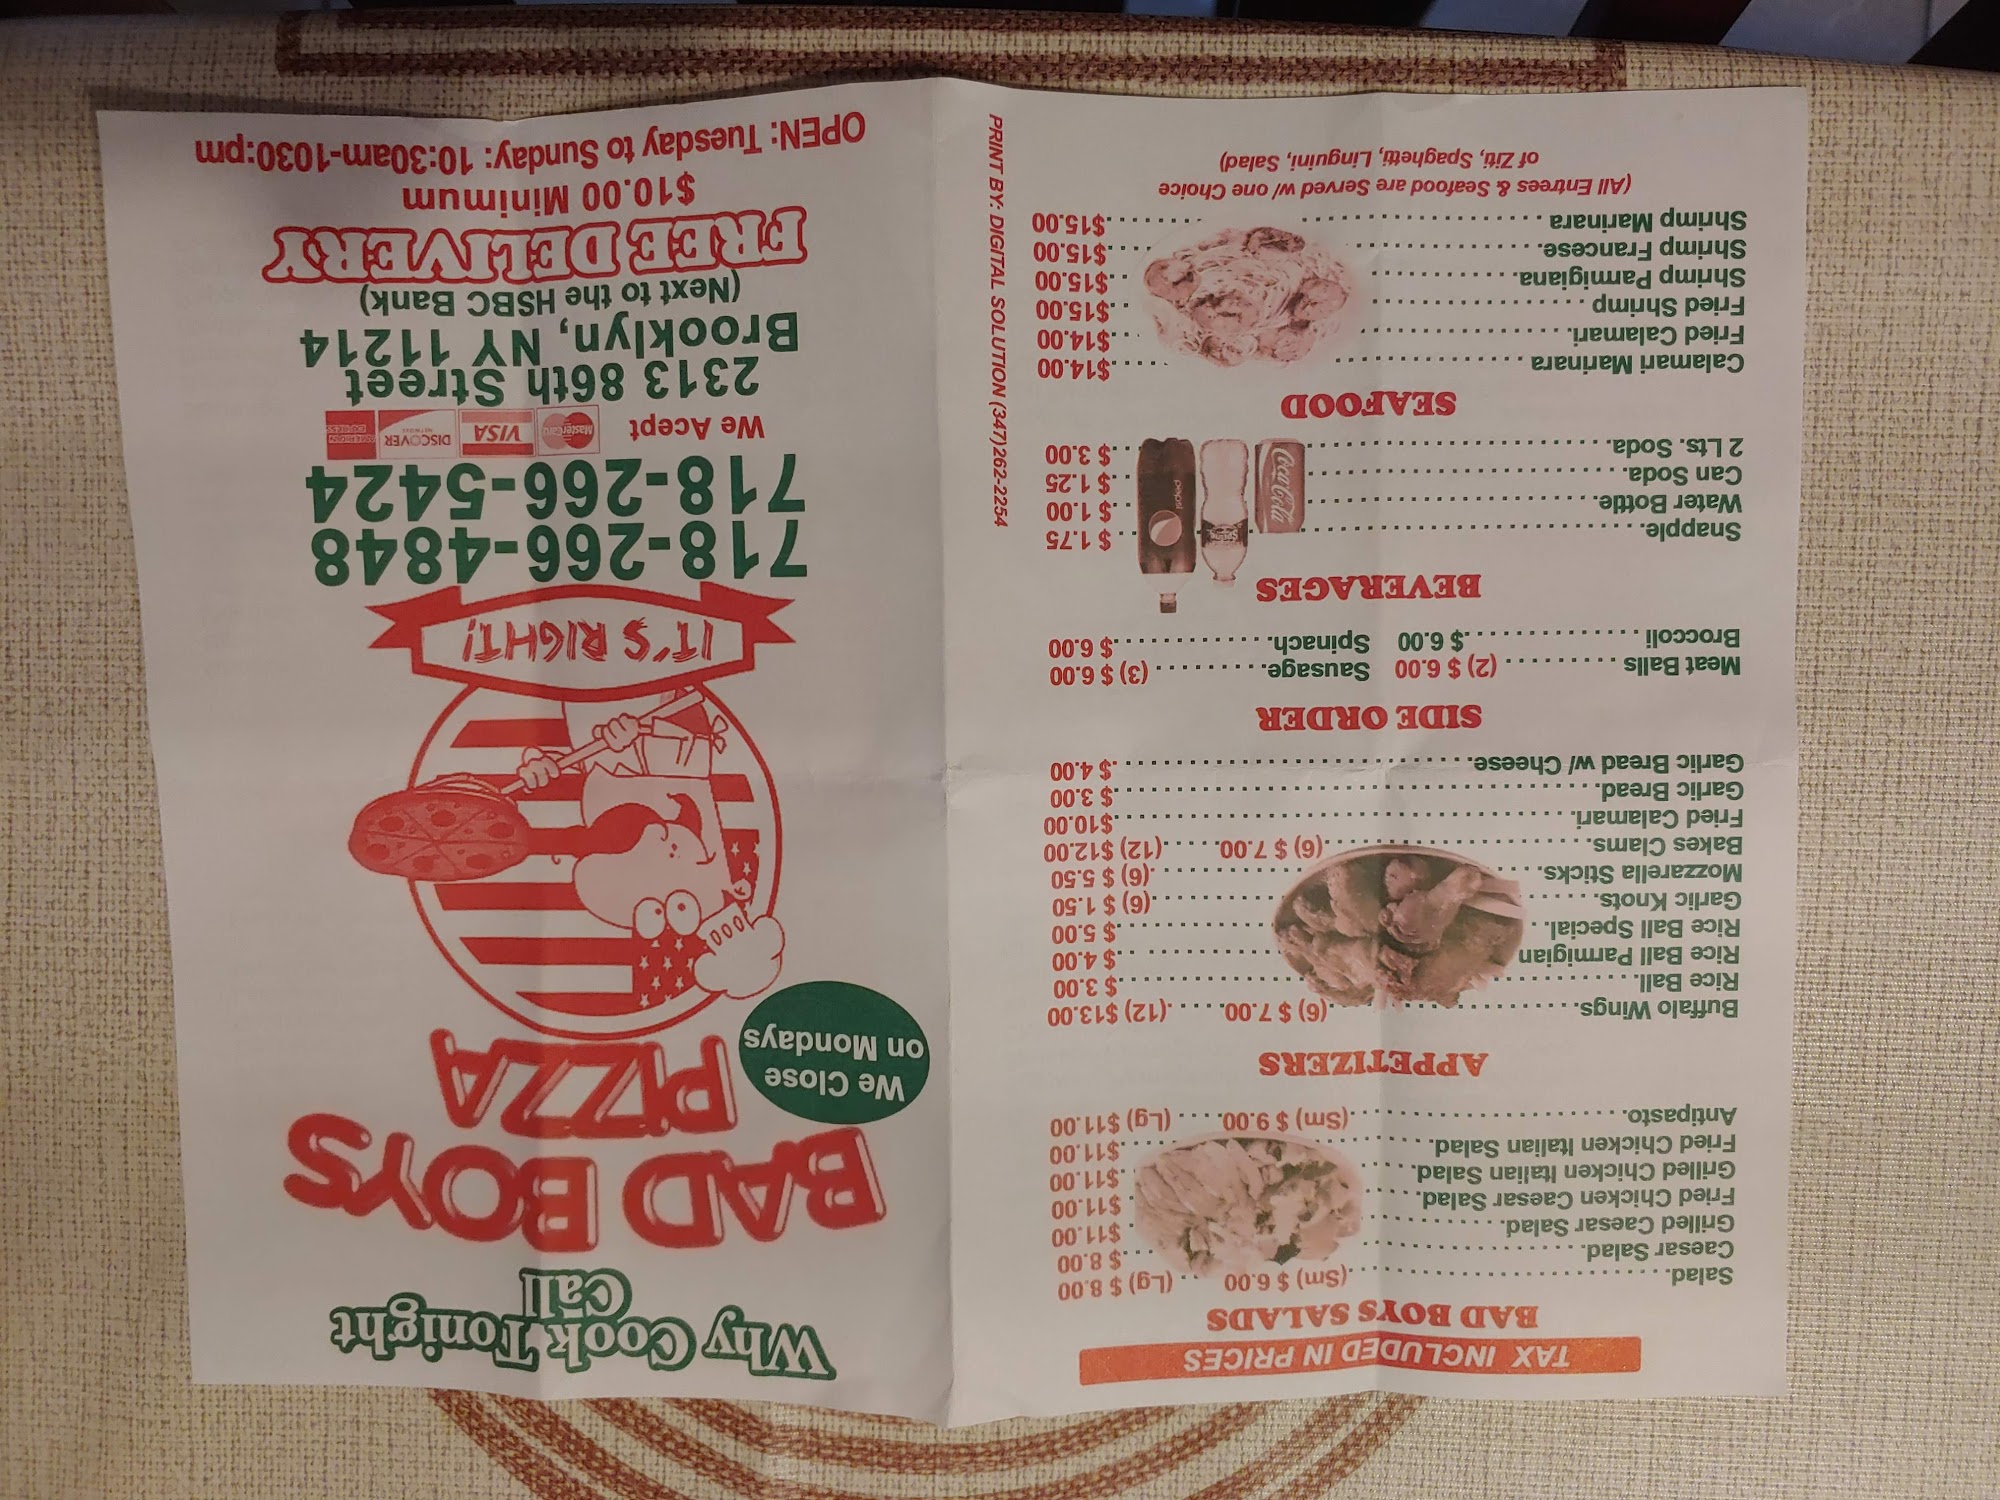 TAX INCLUDED IN PRICES
BAD BOYS SALADS
Salad (Sm) $ 6.00 (Lg) $ 8.00
Caesar Salad $ 8.00
Grilled Caesar Salad $11.00
Fried Chicken Caesar Salad $11.00
Grilled Chicken Italian Salad $11.00
Fried Chicken Italian Salad $11.00
Antipasto (Sm) $ 9.00 (Lg) $11.00
APPETIZERS
Buffalo Wings (6) $ 7.00 (12) $13.00
Rice Ball $ 3.00
Rice Ball Parmigian $ 4.00
Rice Ball Special $ 5.00
Garlic Knots (6) $ 1.50
Mozzarella Sticks (6) $ 5.50
Bakes Clams (6) $ 7.00 (12) $12.00
Fried Calamari $10.00
Garlic Bread $ 3.00
Garlic Bread w/ Cheese $ 4.00
SIDE ORDER
Meat Balls (2) $ 6.00 Sausage (3) $ 6.00
Broccoli $ 6.00 Spinach $ 6.00
BEVERAGES
Snapple $ 1.75
Water Bottle $ 1.00
Can Soda $ 1.25
2 Lts. Soda $ 3.00
Coca-Cola
pepsi
SEAFOOD
Calamari Marinara $14.00
Fried Calamari $14.00
Fried Shrimp $15.00
Shrimp Parmigiana $15.00
Shrimp Francese $15.00
Shrimp Marinara $15.00
(All Entrees & Seafood are Served w/ one Choice
of Ziti, Spaghetti, Linguini, Salad)
PRINT BY: DIGITAL SOLUTION (347)262-2254
Why Cook Tonight
Call
BAD BOYS
PIZZA
We Close
on Mondays
IT'S RIGHT!
718-266-4848
718-266-5424
We Acept MasterCard VISA DISCOVER NETWORK AMERICAN EXPRESS
2313 86th Street
Brooklyn, NY 11214
(Next to the HSBC Bank)
FREE DELIVERY
$10.00 Minimum
OPEN: Tuesday to Sunday: 10:30am-1030:pm